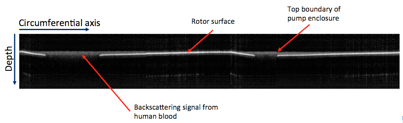 Circumferential axis
Rotor surface
Top boundary of
pump enclosure
Depth
Backscattering signal from
human blood